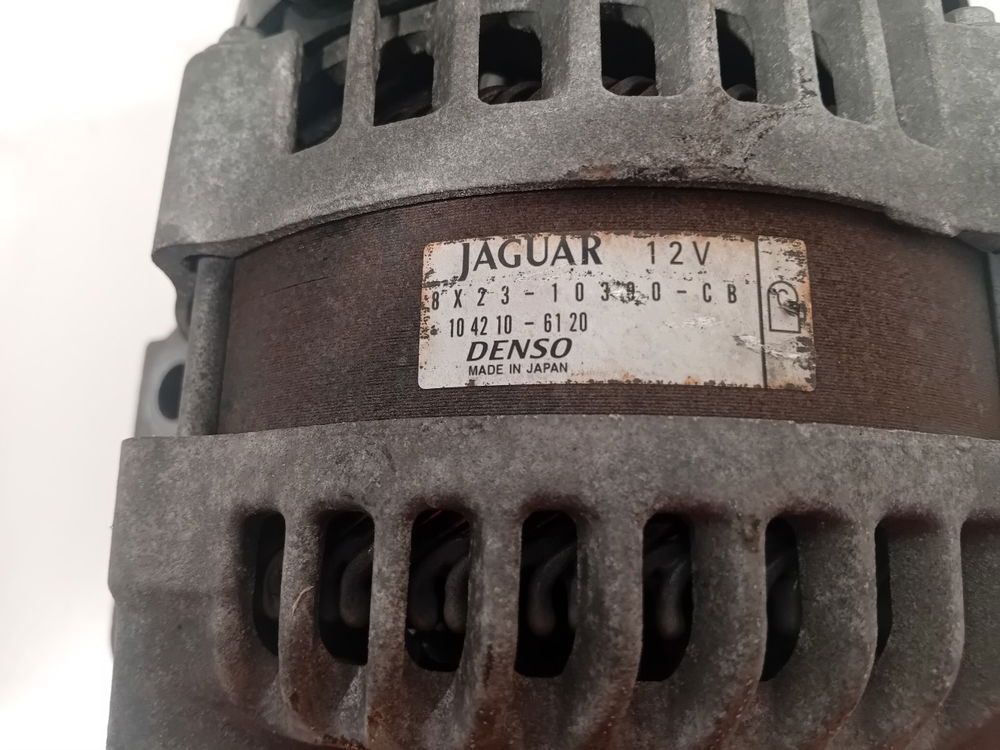 JAGUAR 12V
8X23-10300-CB
104210-6120
DENSO
MADE IN JAPAN